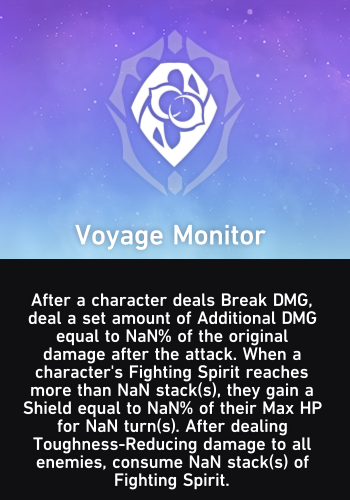 Voyage Monitor
After a character deals Break DMG,
deal a set amount of Additional DMG
equal to NaN% of the original
damage after the attack. When a
character's Fighting Spirit reaches
more than NaN stack(s), they gain a
Shield equal to NaN% of their Max HP
for NaN turn(s). After dealing
Toughness-Reducing damage to all
enemies, consume NaN stack(s) of
Fighting Spirit.